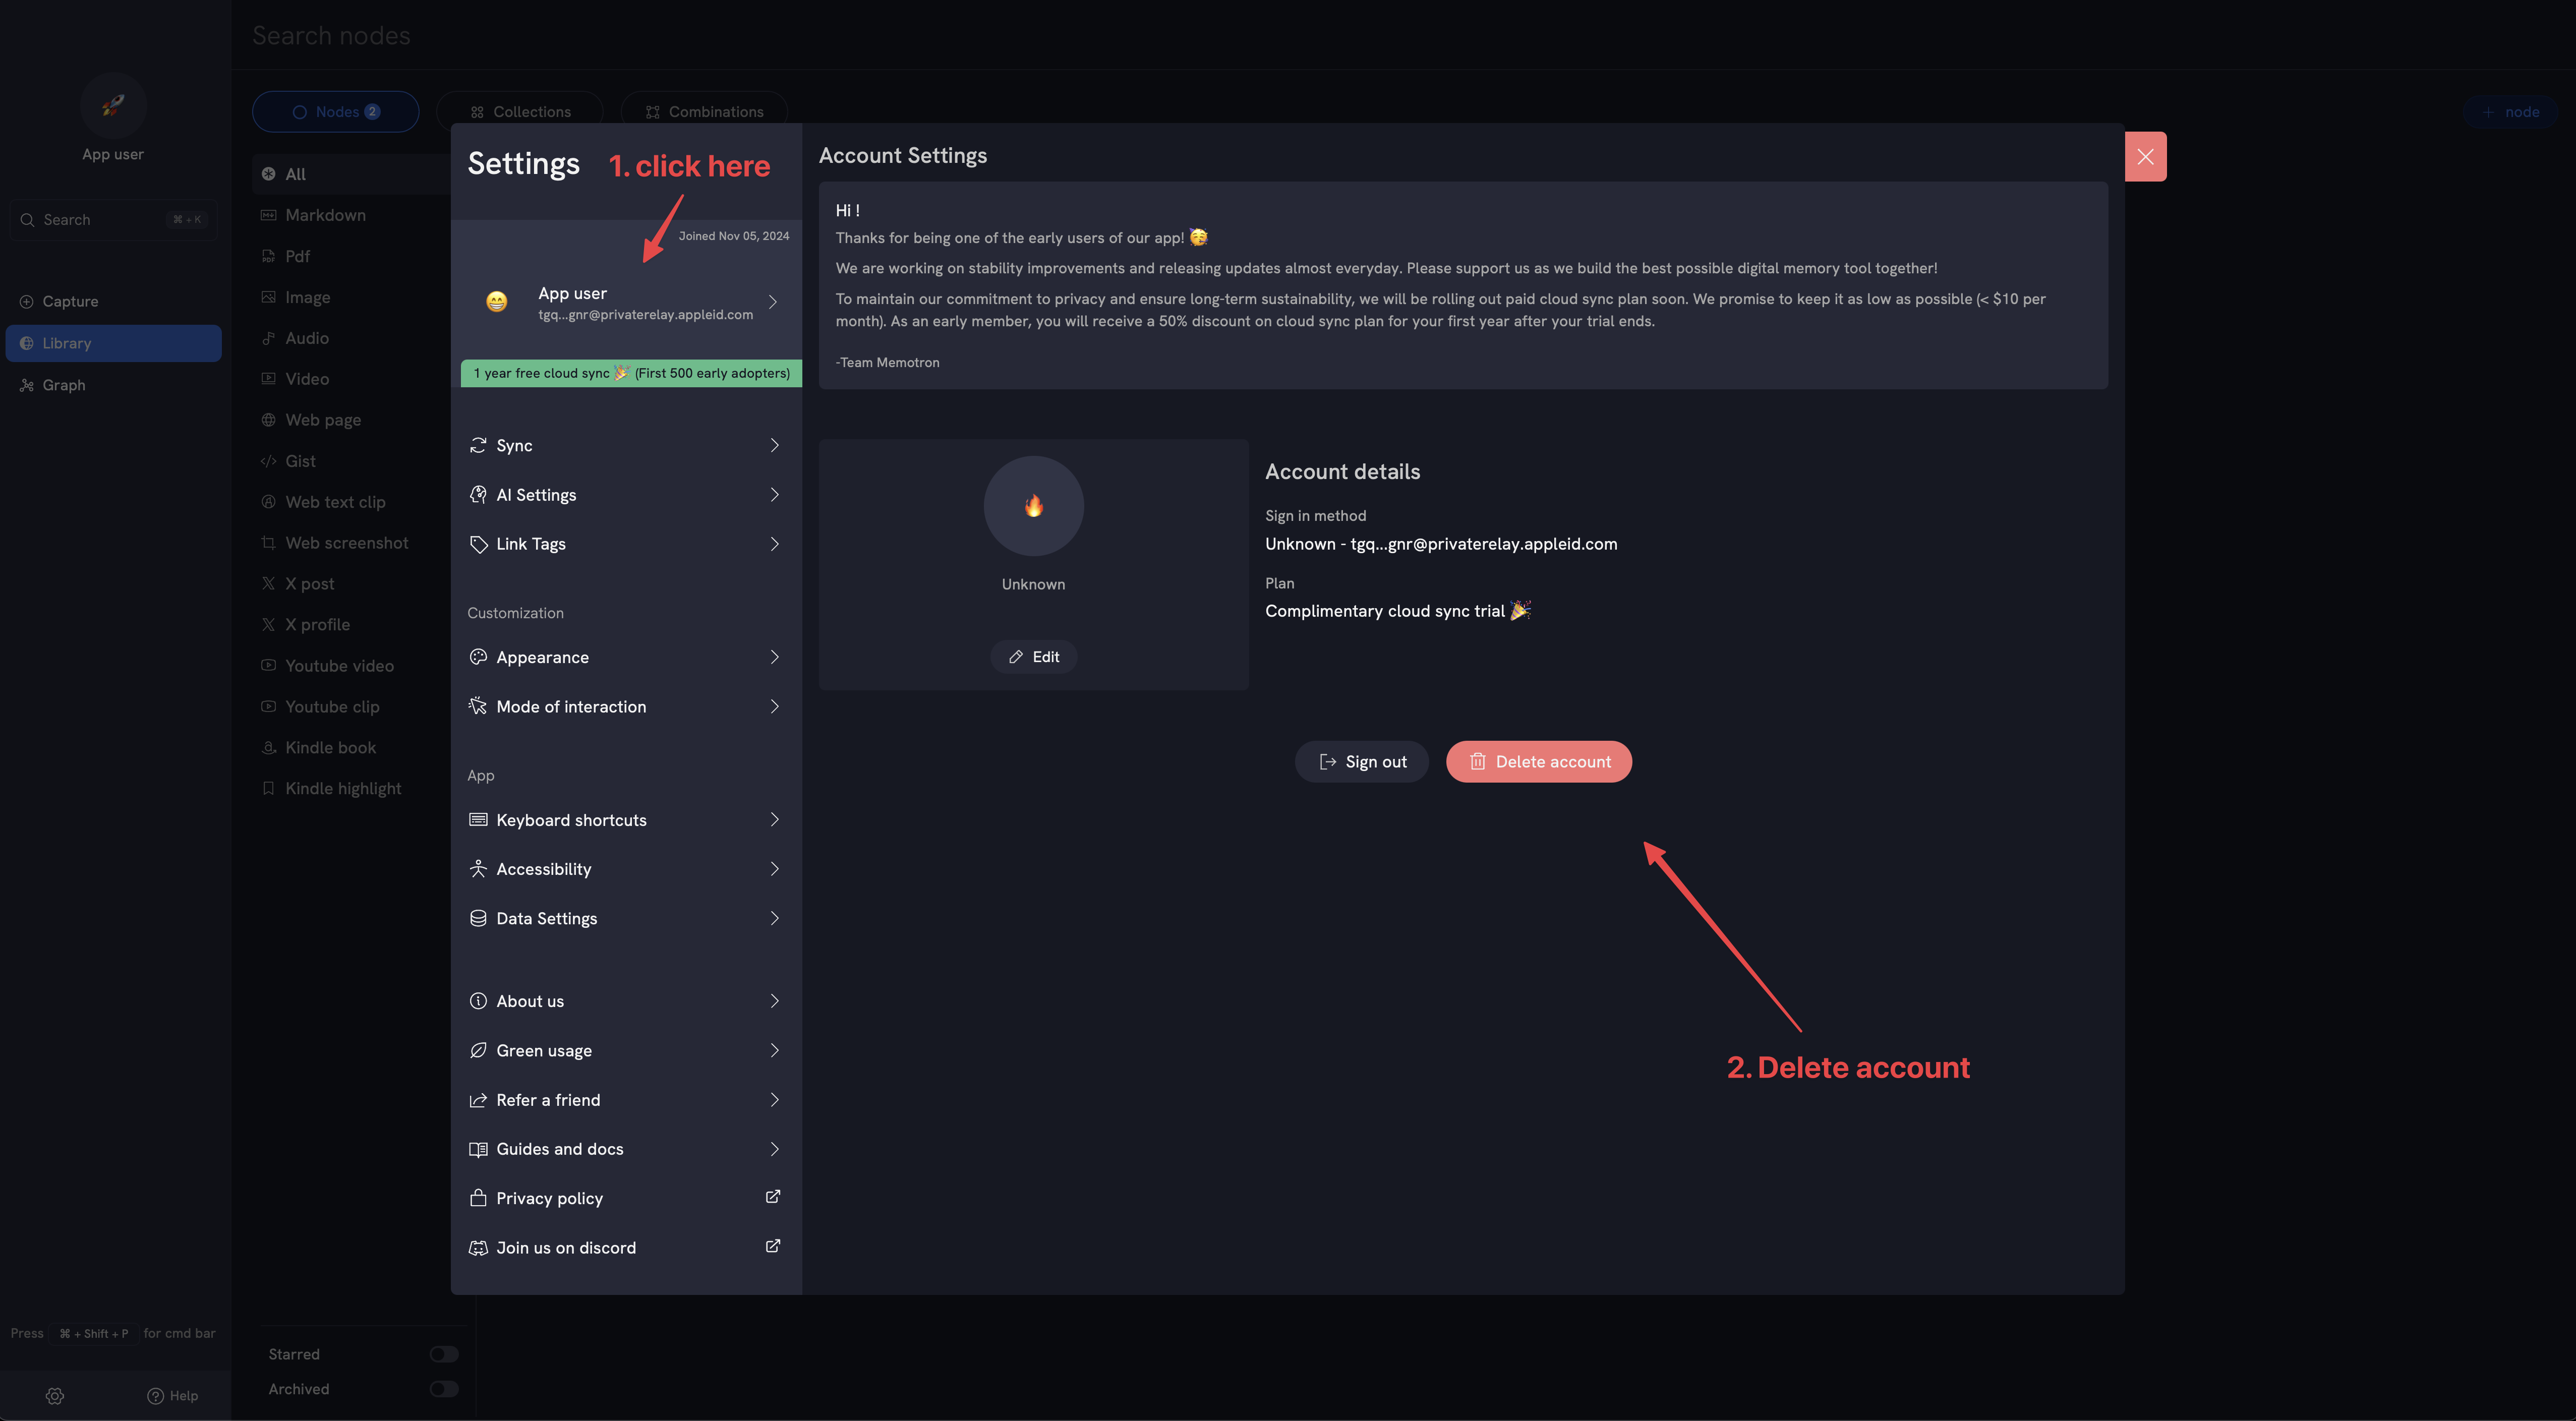 Search nodes
App user
Search
⌘ + K
Capture
Library
Graph
Press ⌘ + Shift + P for cmd bar
Help
Nodes 2
Collections
Combinations
+ node
All
Markdown
Pdf
Image
Audio
Video
Web page
Gist
Web text clip
Web screenshot
X post
X profile
Youtube video
Youtube clip
Kindle book
Kindle highlight
Starred
Archived
Settings
1. click here
Joined Nov 05, 2024
App user
tgq...gnr@privaterelay.appleid.com
1 year free cloud sync 🎉 (First 500 early adopters)
Sync
AI Settings
Link Tags
Customization
Appearance
Mode of interaction
App
Keyboard shortcuts
Accessibility
Data Settings
About us
Green usage
Refer a friend
Guides and docs
Privacy policy
Join us on discord
Account Settings
Hi !
Thanks for being one of the early users of our app! 🥳
We are working on stability improvements and releasing updates almost everyday. Please support us as we build the best possible digital memory tool together!
To maintain our commitment to privacy and ensure long-term sustainability, we will be rolling out paid cloud sync plan soon. We promise to keep it as low as possible (< $10 per
month). As an early member, you will receive a 50% discount on cloud sync plan for your first year after your trial ends.
-Team Memotron
Unknown
Edit
Account details
Sign in method
Unknown - tgq...gnr@privaterelay.appleid.com
Plan
Complimentary cloud sync trial 🎉
Sign out
Delete account
2. Delete account